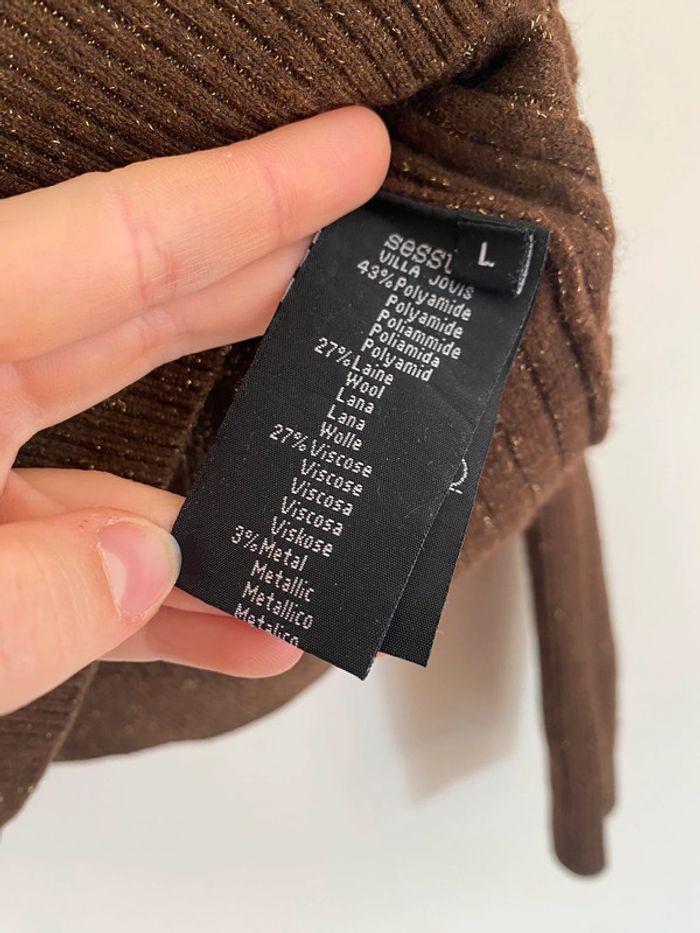 L
VILLA JOVIS
43% Polyamide
Polyamide
Poliammide
Poliamida
Polyamid
27% Laine
Wool
Lana
Lana
Wolle
27% Viscose
Viscose
Viscosa
Viscosa
Viskose
3% Metal
Metallic
Metallico
Metalico